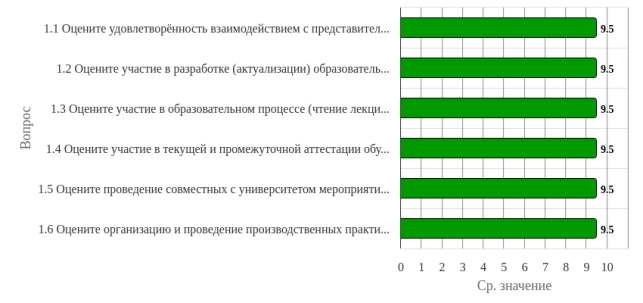 1.1 Оцените удовлетворённость взаимодействием с представител...
9.5
1.2 Оцените участие в разработке (актуализации) образователь...
9.5
1.3 Оцените участие в образовательном процессе (чтение лекци...
9.5
1.4 Оцените участие в текущей и промежуточной аттестации обу...
9.5
1.5 Оцените проведение совместных с университетом мероприяти...
9.5
1.6 Оцените организацию и проведение производственных практи...
9.5
Вопрос
0 1 2 3 4 5 6 7 8 9 10
Ср. значение